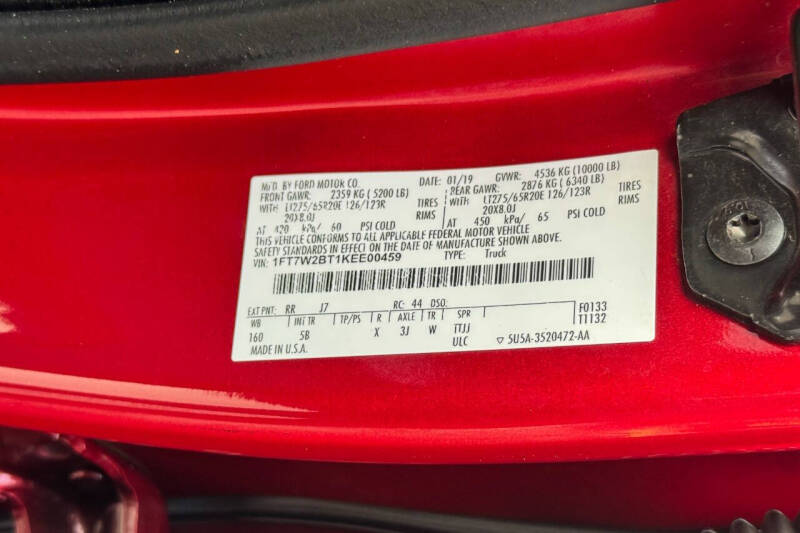 MFD. BY FORD MOTOR CO. DATE: 01/19 GVWR: 4536 KG (10000 LB)
FRONT GAWR: 2359 KG (5200 LB) REAR GAWR: 2876 KG (6340 LB)
WITH LT275/65R20E 126/123R TIRES WITH LT275/65R20E 126/123R TIRES
20X8.0J RIMS 20X8.0J RIMS
AT 420 kPa/ 60 PSI COLD AT 450 kPa/ 65 PSI COLD
THIS VEHICLE CONFORMS TO ALL APPLICABLE FEDERAL MOTOR VEHICLE
SAFETY STANDARDS IN EFFECT ON THE DATE OF MANUFACTURE SHOWN ABOVE.
VIN: 1FT7W2BT1KEE00459 TYPE: Truck
EXT PNT: RR J7 RC: 44 DSO: F0133
WB INT TR TP/PS R AXLE TR SPR T1132
160 5B X 3J W TTJJ
MADE IN U.S.A. ULC ▽ 5U5A-3520472-AA